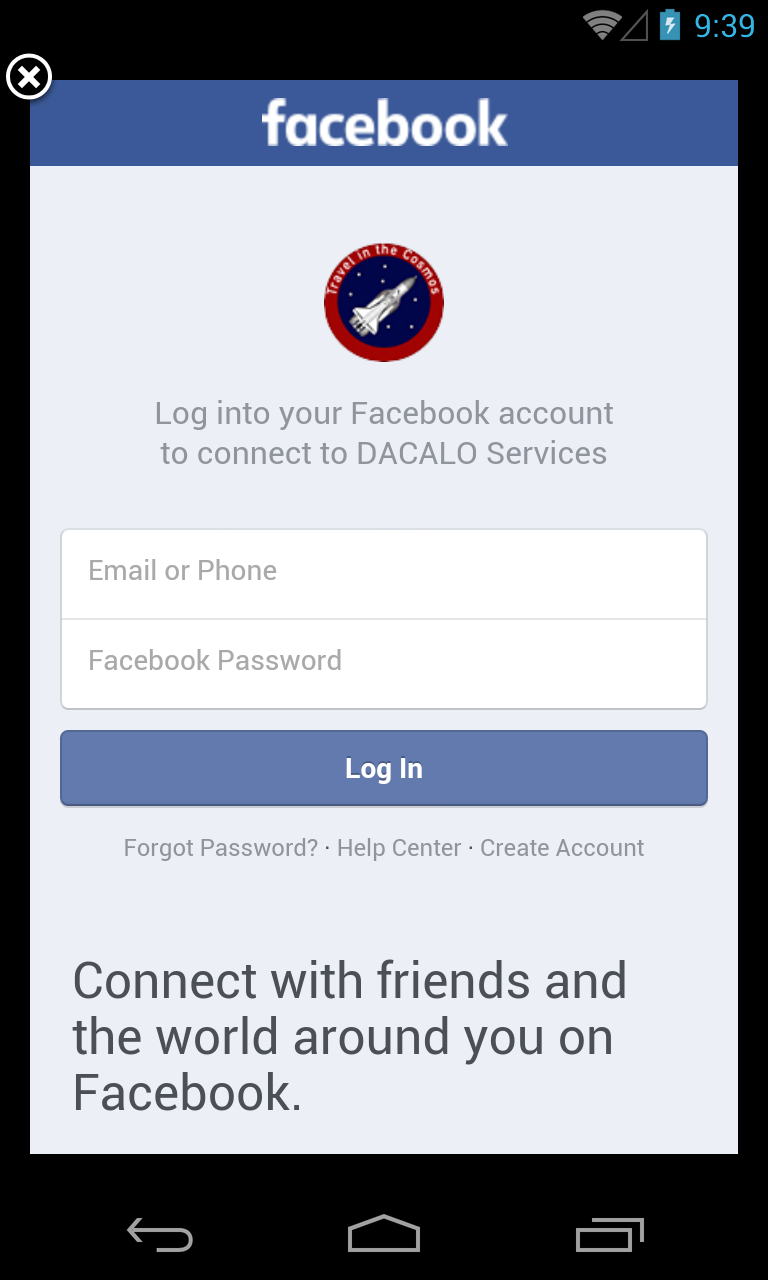 9:39
facebook
Travel in the Cosmos
Log into your Facebook account
to connect to DACALO Services
Email or Phone
Facebook Password
Log In
Forgot Password? · Help Center · Create Account
Connect with friends and
the world around you on
Facebook.